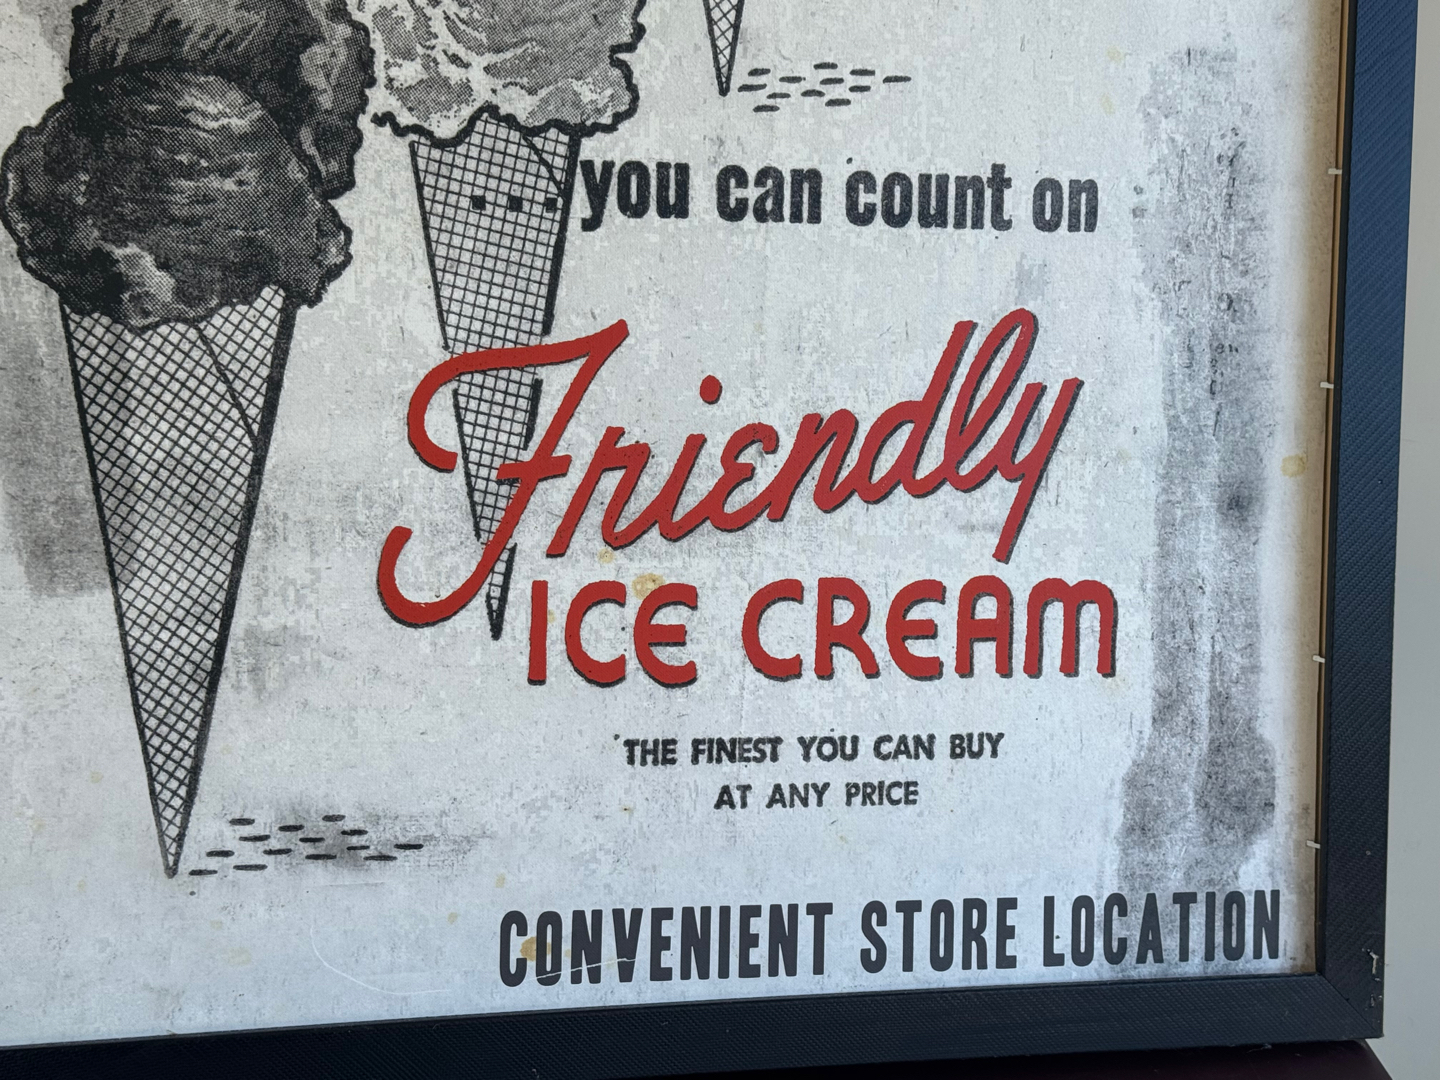 ...you can count on
Friendly
ICE CREAM
THE FINEST YOU CAN BUY
AT ANY PRICE
CONVENIENT STORE LOCATION